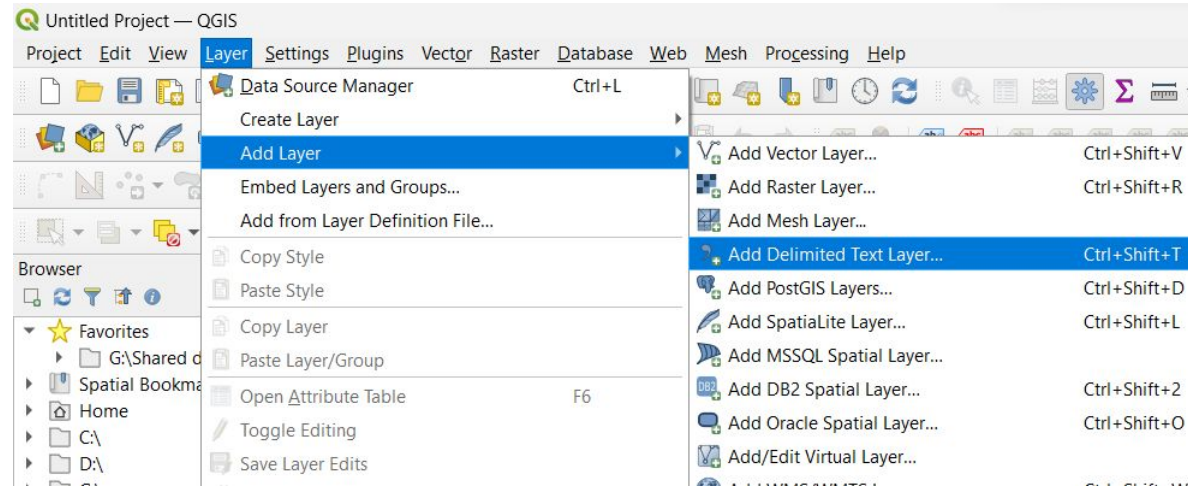 Untitled Project — QGIS
Project Edit View Layer Settings Plugins Vector Raster Database Web Mesh Processing Help
Data Source Manager Ctrl+L
Create Layer
Add Layer
Embed Layers and Groups...
Add from Layer Definition File...
Copy Style
Paste Style
Copy Layer
Paste Layer/Group
Open Attribute Table F6
Toggle Editing
Save Layer Edits
Add Vector Layer... Ctrl+Shift+V
Add Raster Layer... Ctrl+Shift+R
Add Mesh Layer...
Add Delimited Text Layer... Ctrl+Shift+T
Add PostGIS Layers... Ctrl+Shift+D
Add SpatiaLite Layer... Ctrl+Shift+L
Add MSSQL Spatial Layer...
DB2 Add DB2 Spatial Layer... Ctrl+Shift+2
Add Oracle Spatial Layer... Ctrl+Shift+O
Add/Edit Virtual Layer...
Browser
Favorites
G:\Shared d
Spatial Bookma
Home
C:\
D:\